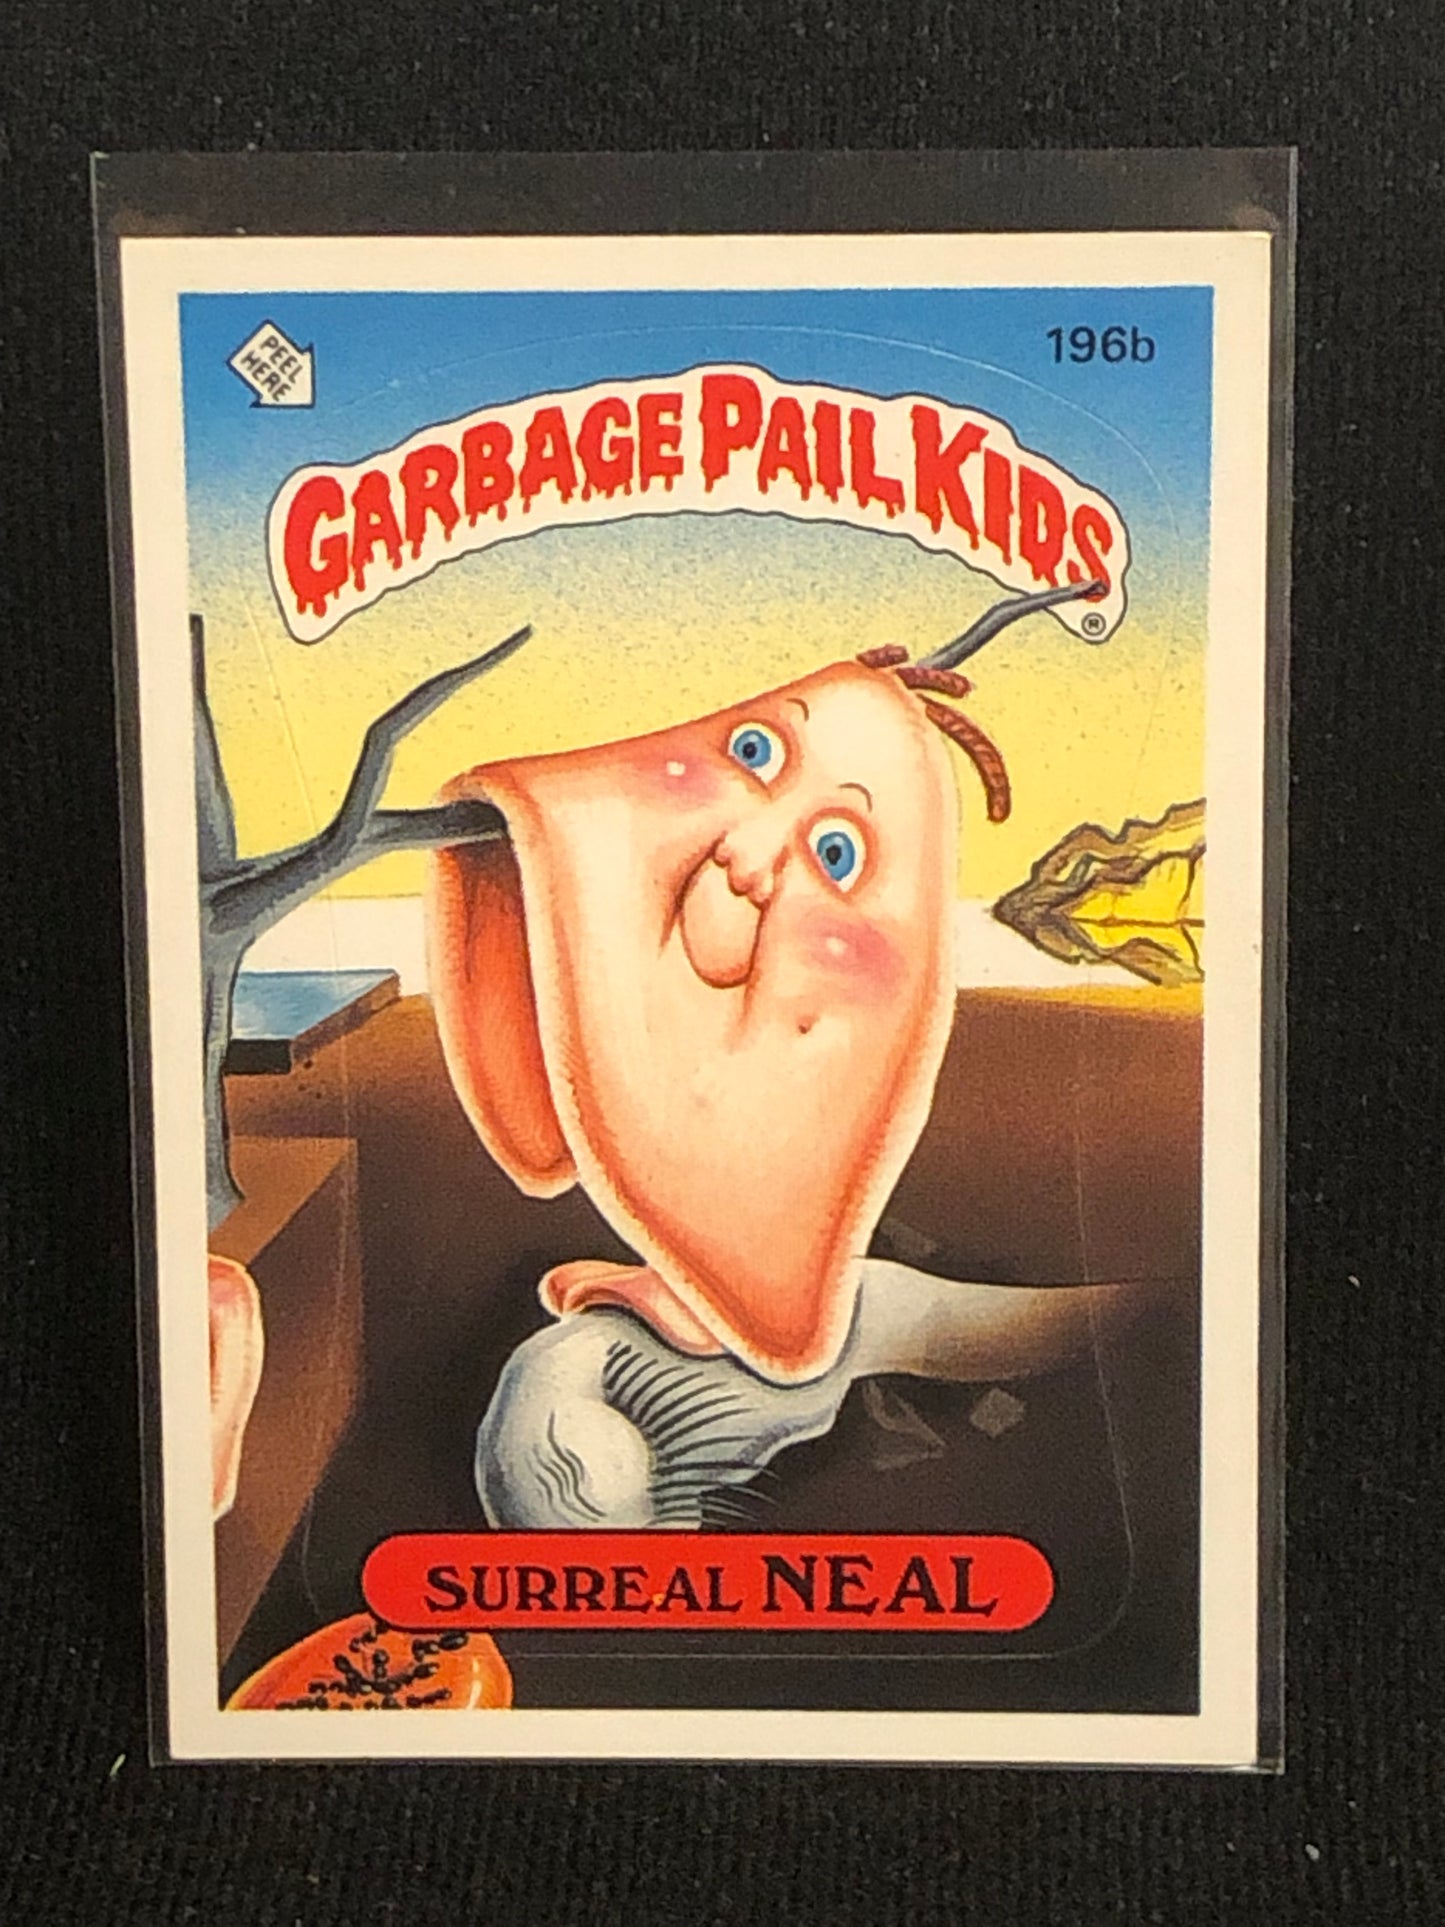 PEEL
HERE
196b
GARBAGE PAIL KIDS
®
SURREAL NEAL